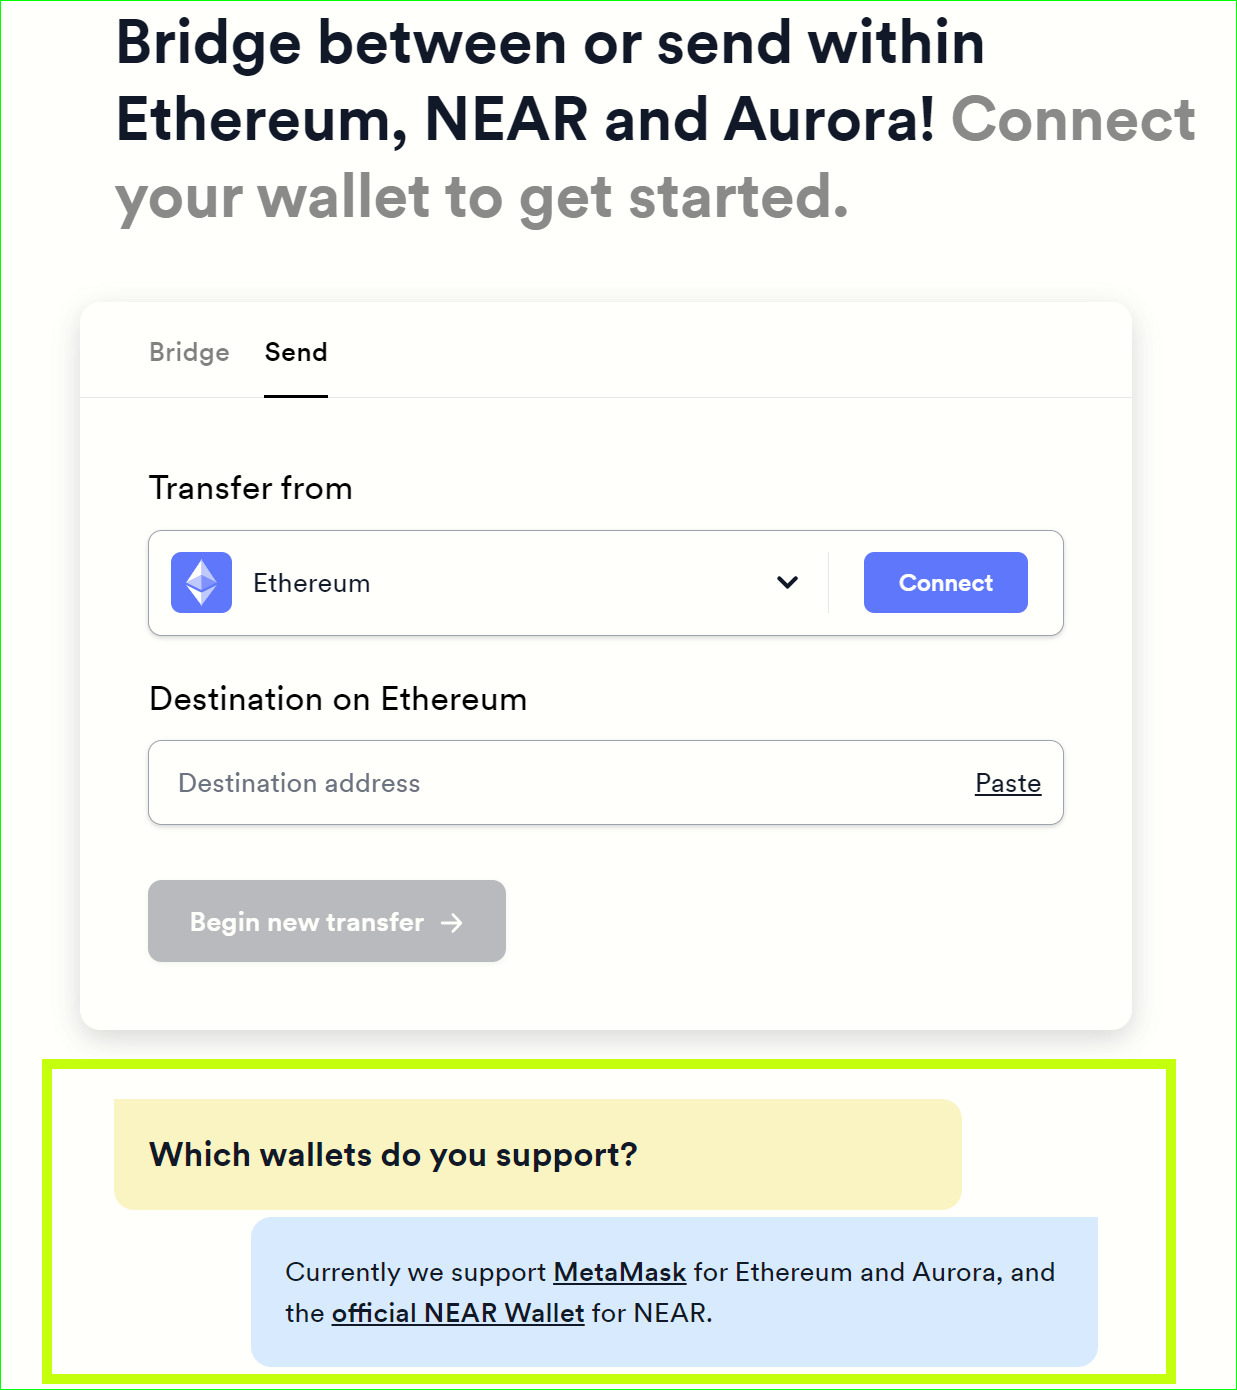 Bridge between or send within
Ethereum, NEAR and Aurora! Connect
your wallet to get started.
Bridge Send
Transfer from
Ethereum Connect
Destination on Ethereum
Destination address Paste
Begin new transfer →
Which wallets do you support?
Currently we support MetaMask for Ethereum and Aurora, and
the official NEAR Wallet for NEAR.